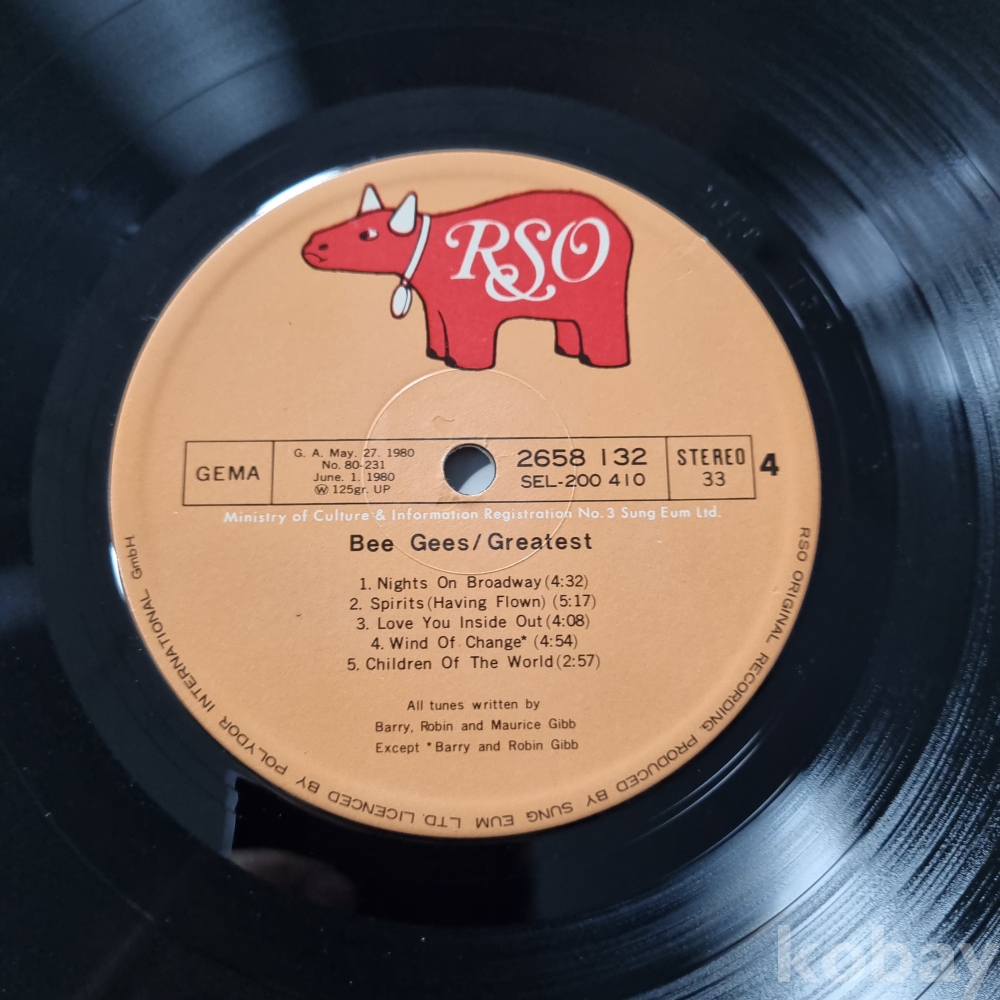 RSO
GEMA
G. A. May. 27. 1980
No. 80-231
June. 1. 1980
Ⓦ 125gr. UP
2658 132
SEL-200 410
STEREO
33
4
Ministry of Culture & Information Registration No. 3 Sung Eum Ltd.
Bee Gees/Greatest
1. Nights On Broadway (4:32)
2. Spirits (Having Flown) (5:17)
3. Love You Inside Out (4:08)
4. Wind Of Change* (4:54)
5. Children Of The World (2:57)
All tunes written by
Barry, Robin and Maurice Gibb
Except *Barry and Robin Gibb
RSO ORIGINAL RECORDING. PRODUCED BY SUNG EUM LTD. LICENCED BY POLYDOR INTERNATIONAL GmbH
kobay